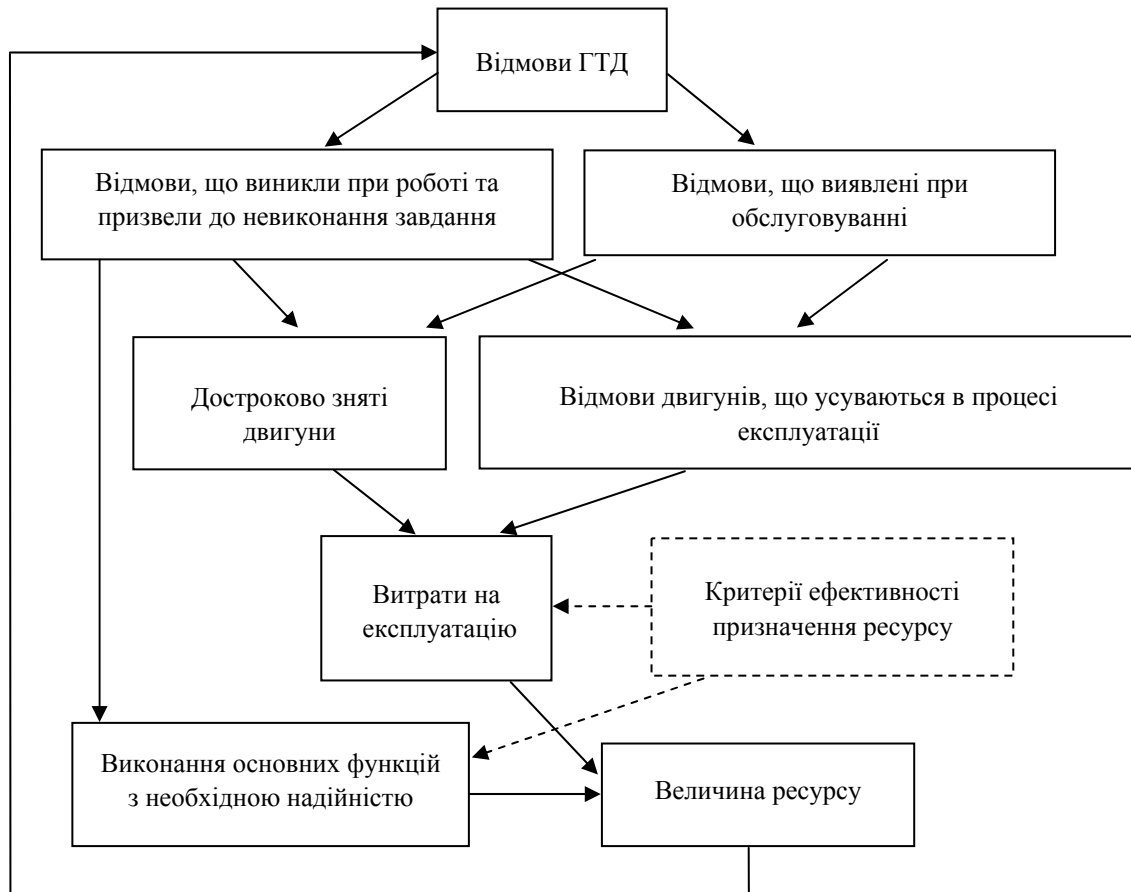 Відмови ГТД
Відмови, що виникли при роботі та
призвели до невиконання завдання
Відмови, що виявлені при
обслуговуванні
Достроково зняті
двигуни
Відмови двигунів, що усуваються в процесі
експлуатації
Витрати на
експлуатацію
Критерії ефективності
призначення ресурсу
Виконання основних функцій
з необхідною надійністю
Величина ресурсу